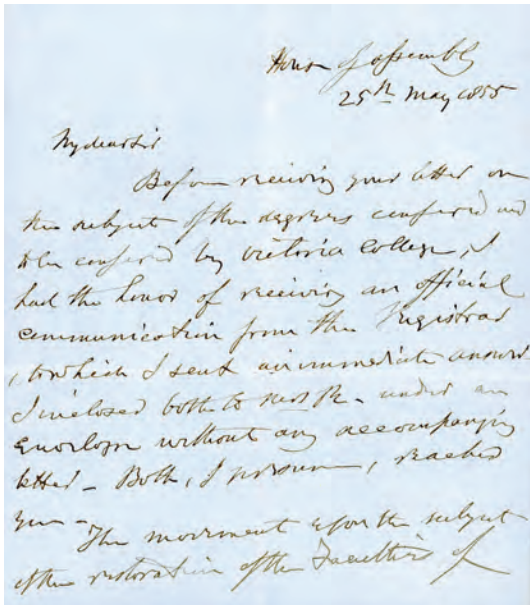 House of Assembly
25th May 1855
My dear Sir
Before receiving your letter on
the subject of the degrees conferred and
to be conferred by Victoria College, I
had the honor of receiving an official
communication from the Registrar
, to which I sent an immediate answer.
I inclosed both to under an
Envelope without any accompanying
letter – Both, I presume, reached
you –
The movement upon the subject
of the restoration of the Faculties of